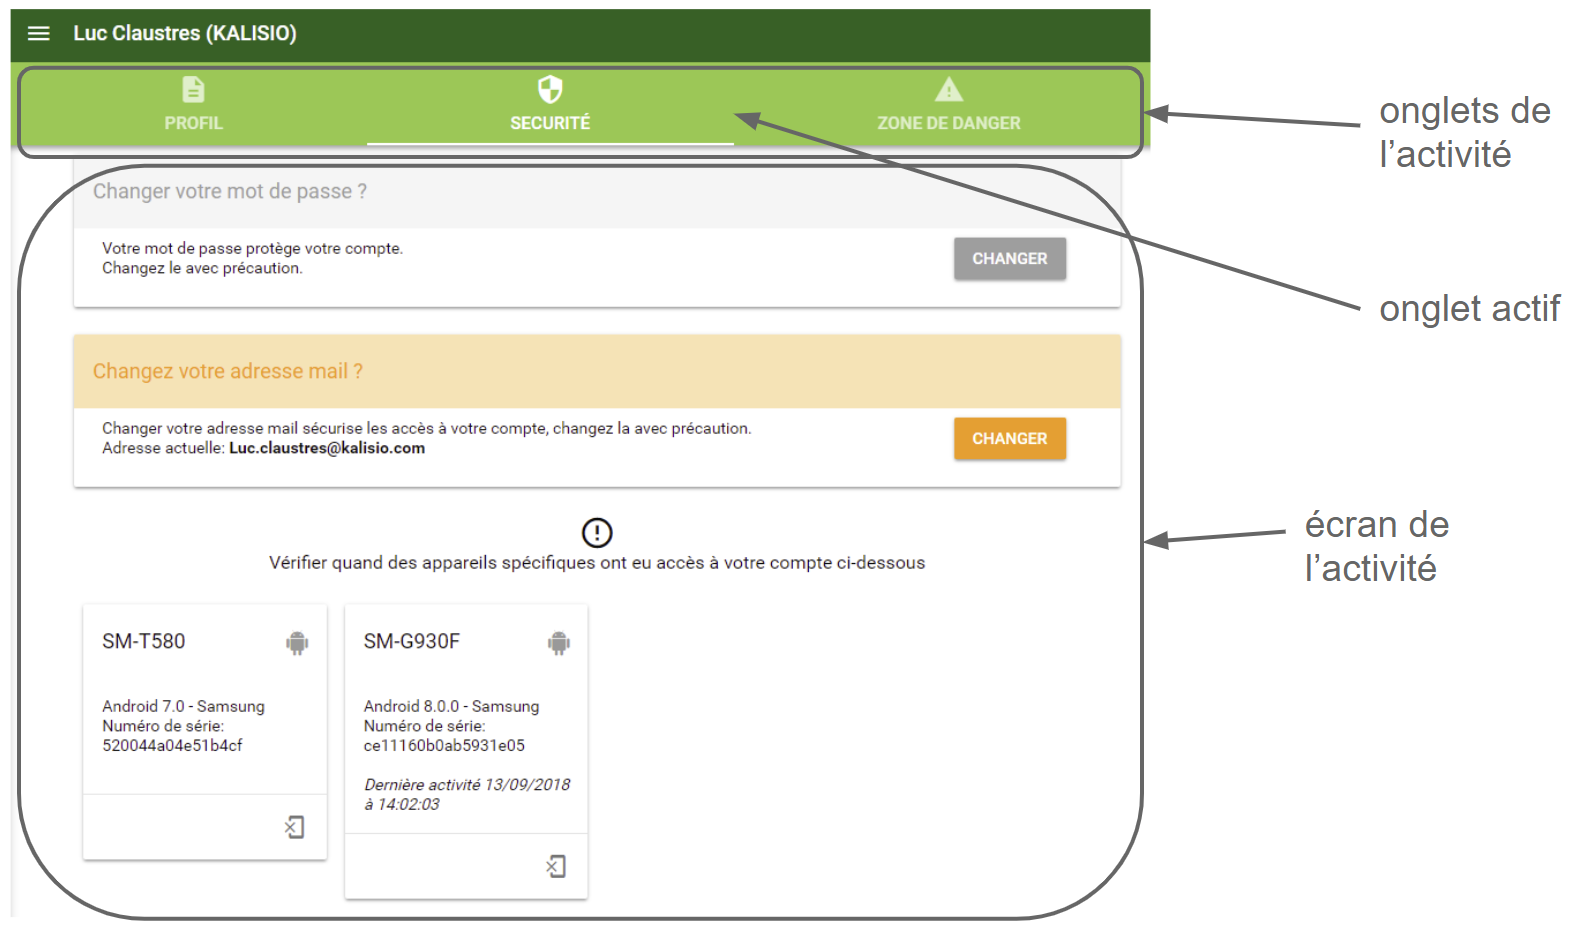 Luc Claustres (KALISIO)
PROFIL
SECURITÉ
ZONE DE DANGER
onglets de
l’activité
Changer votre mot de passe ?
Votre mot de passe protège votre compte.
Changez le avec précaution.
CHANGER
onglet actif
Changez votre adresse mail ?
Changer votre adresse mail sécurise les accès à votre compte, changez la avec précaution.
Adresse actuelle: Luc.claustres@kalisio.com
CHANGER
écran de
l’activité
Vérifier quand des appareils spécifiques ont eu accès à votre compte ci-dessous
SM-T580
Android 7.0 - Samsung
Numéro de série:
520044a04e51b4cf
SM-G930F
Android 8.0.0 - Samsung
Numéro de série:
ce11160b0ab5931e05
Dernière activité 13/09/2018
à 14:02:03